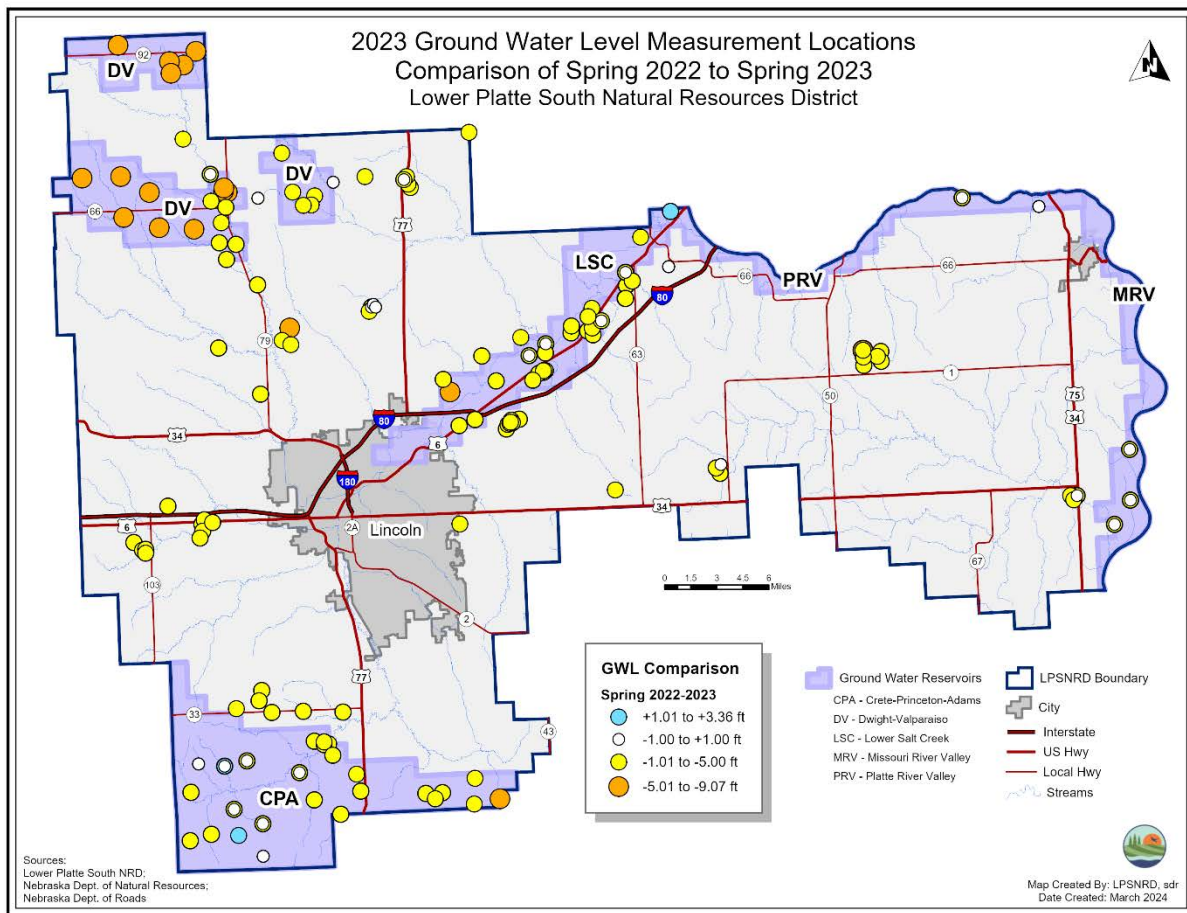 2023 Ground Water Level Measurement Locations
Comparison of Spring 2022 to Spring 2023
Lower Platte South Natural Resources District
N
92
DV
DV
DV
66
77
LSC
66
PRV
66
MRV
80
79
63
1
50
75
34
34
80
6
180
6
2A
Lincoln
34
103
67
2
0 1.5 3 4.5 6
Miles
77
33
43
CPA
GWL Comparison
Spring 2022-2023
+1.01 to +3.36 ft
-1.00 to +1.00 ft
-1.01 to -5.00 ft
-5.01 to -9.07 ft
Ground Water Reservoirs
CPA - Crete-Princeton-Adams
DV - Dwight-Valparaiso
LSC - Lower Salt Creek
MRV - Missouri River Valley
PRV - Platte River Valley
LPSNRD Boundary
City
Interstate
US Hwy
Local Hwy
Streams
Sources:
Lower Platte South NRD;
Nebraska Dept. of Natural Resources;
Nebraska Dept. of Roads
Map Created By: LPSNRD, sdr
Date Created: March 2024